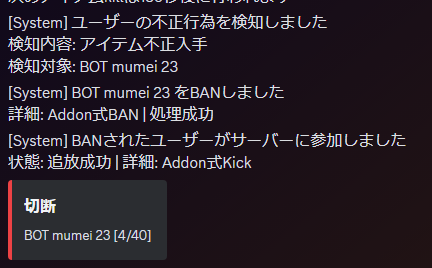 [System] ユーザーの不正行為を検知しました
検知内容: アイテム不正入手
検知対象: BOT mumei 23
[System] BOT mumei 23 をBANしました
詳細: Addon式BAN | 処理成功
[System] BANされたユーザーがサーバーに参加しました
状態: 追放成功 | 詳細: Addon式Kick
切断
BOT mumei 23 [4/40]